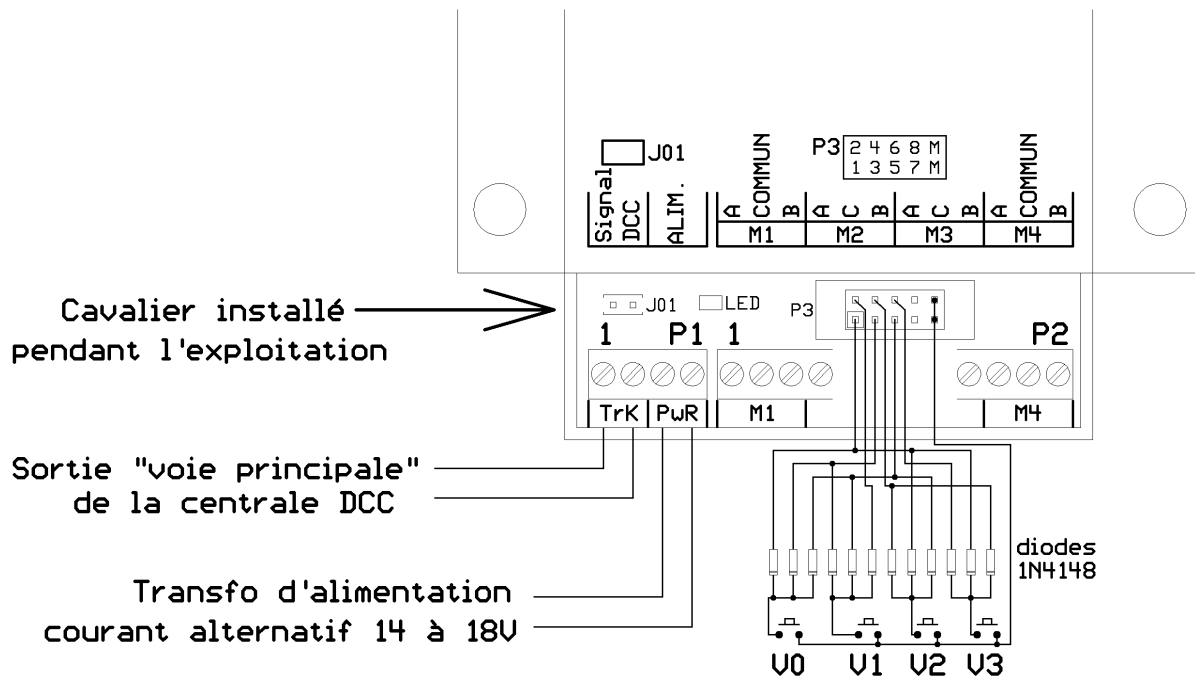 J01
P3
2 4 6 8 M
1 3 5 7 M
Signal
DCC
ALIM.
A COMMUN B
A C B
A C B
A COMMUN B
M1 M2 M3 M4
Cavalier installé
pendant l'exploitation
J01
LED
P3
1 P1 1 P2
TrK PwR M1 M4
Sortie "voie principale"
de la centrale DCC
diodes
1N4148
Transfo d'alimentation
courant alternatif 14 à 18V
V0 V1 V2 V3